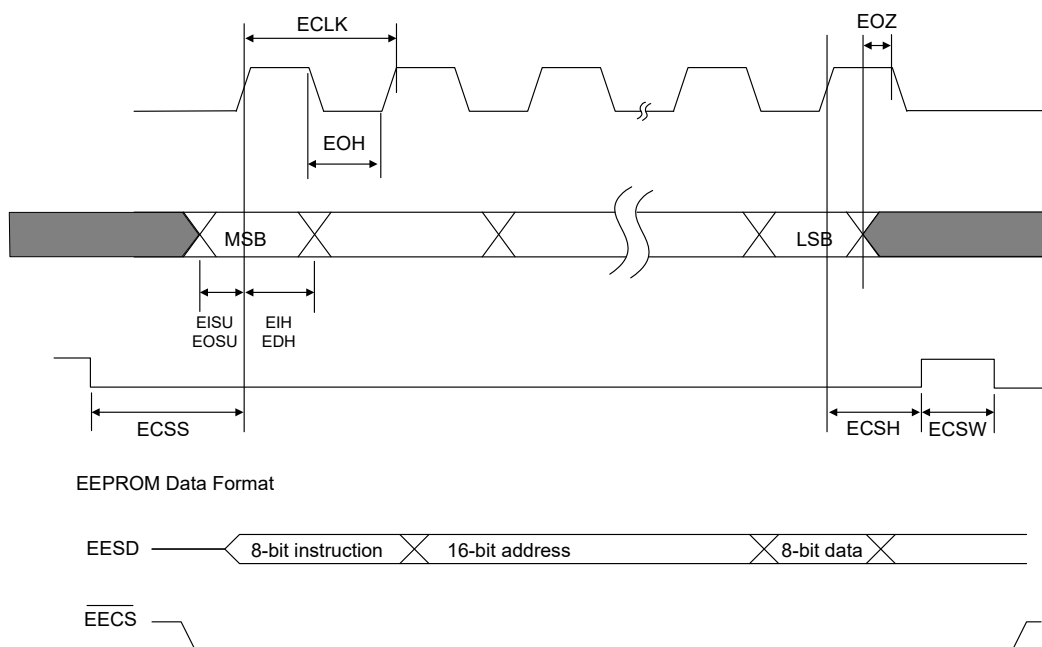 ECLK
EOZ
EOH
MSB
LSB
EISU
EOSU
EIH
EDH
ECSS
ECSH
ECSW
EEPROM Data Format
EESD
8-bit instruction
16-bit address
8-bit data
EECS